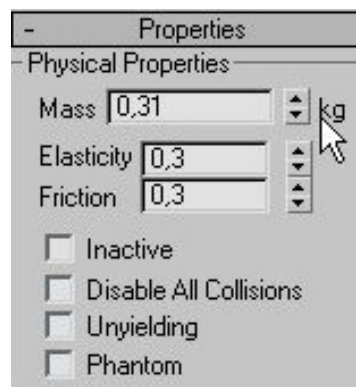 - Properties
Physical Properties
Mass 0,31 kg
Elasticity 0,3
Friction 0,3
Inactive
Disable All Collisions
Unyielding
Phantom